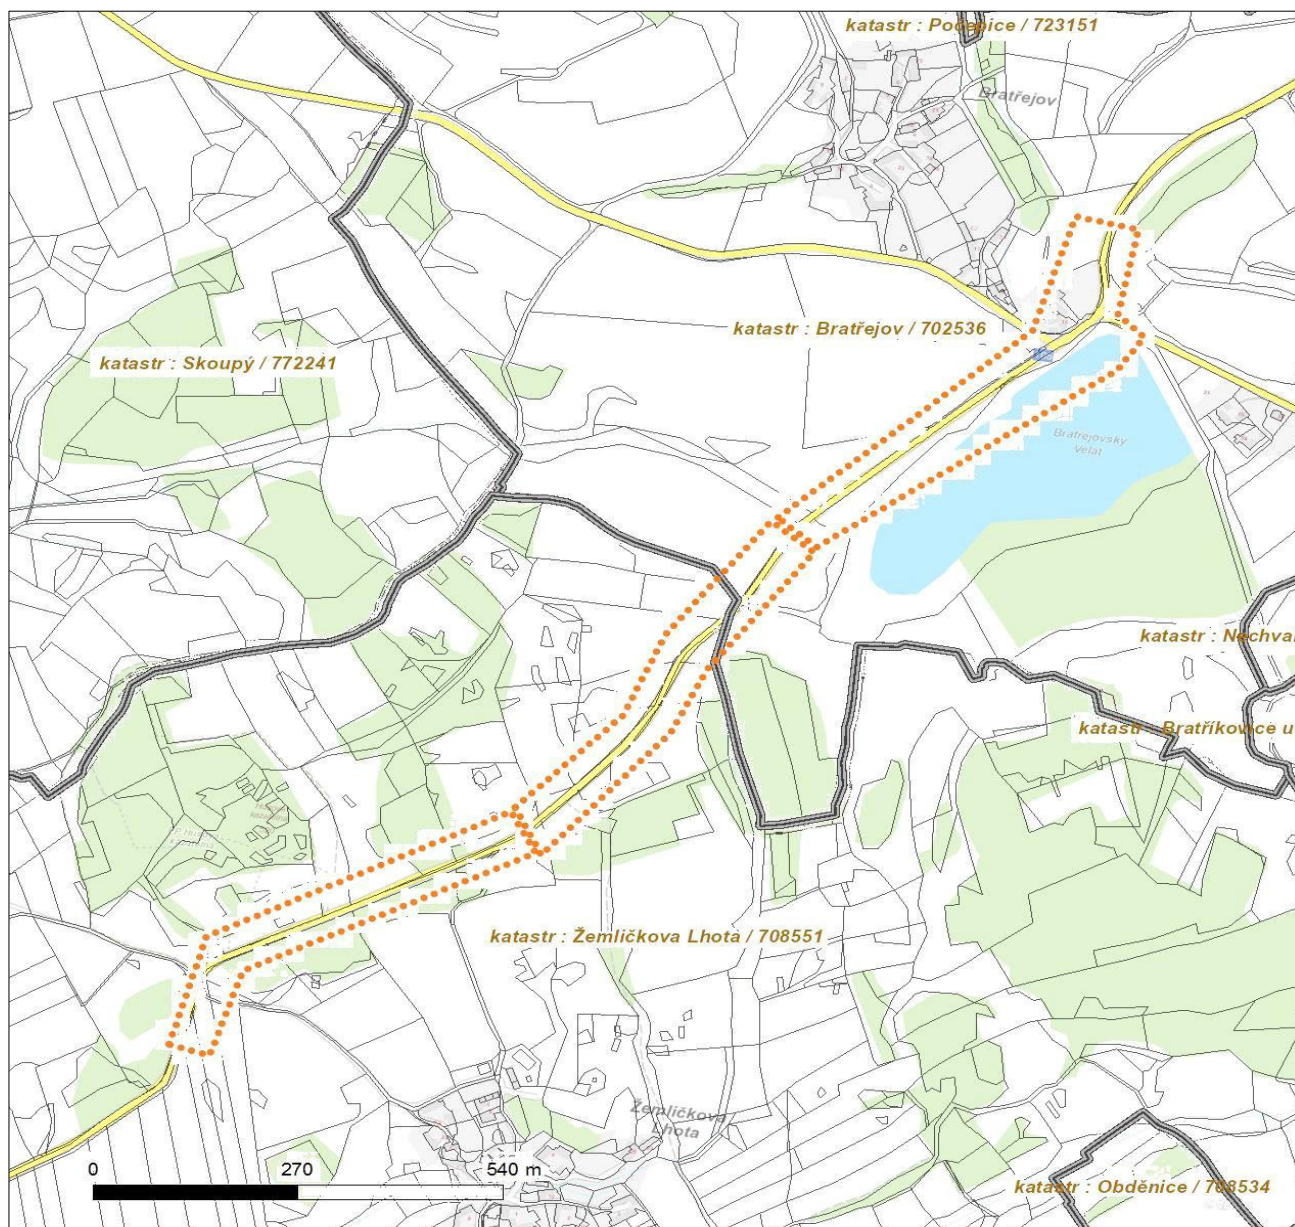 katastr : Počepice / 723151
Bratřejov
katastr : Bratřejov / 702536
katastr : Skoupý / 772241
Bratřejovský
Velat
katastr : Nechva
katastr : Bratříkovice u
katastr : Žemličkova Lhota / 708551
Žemličkova
Lhota
0 270 540 m
katastr : Obděnice / 708534